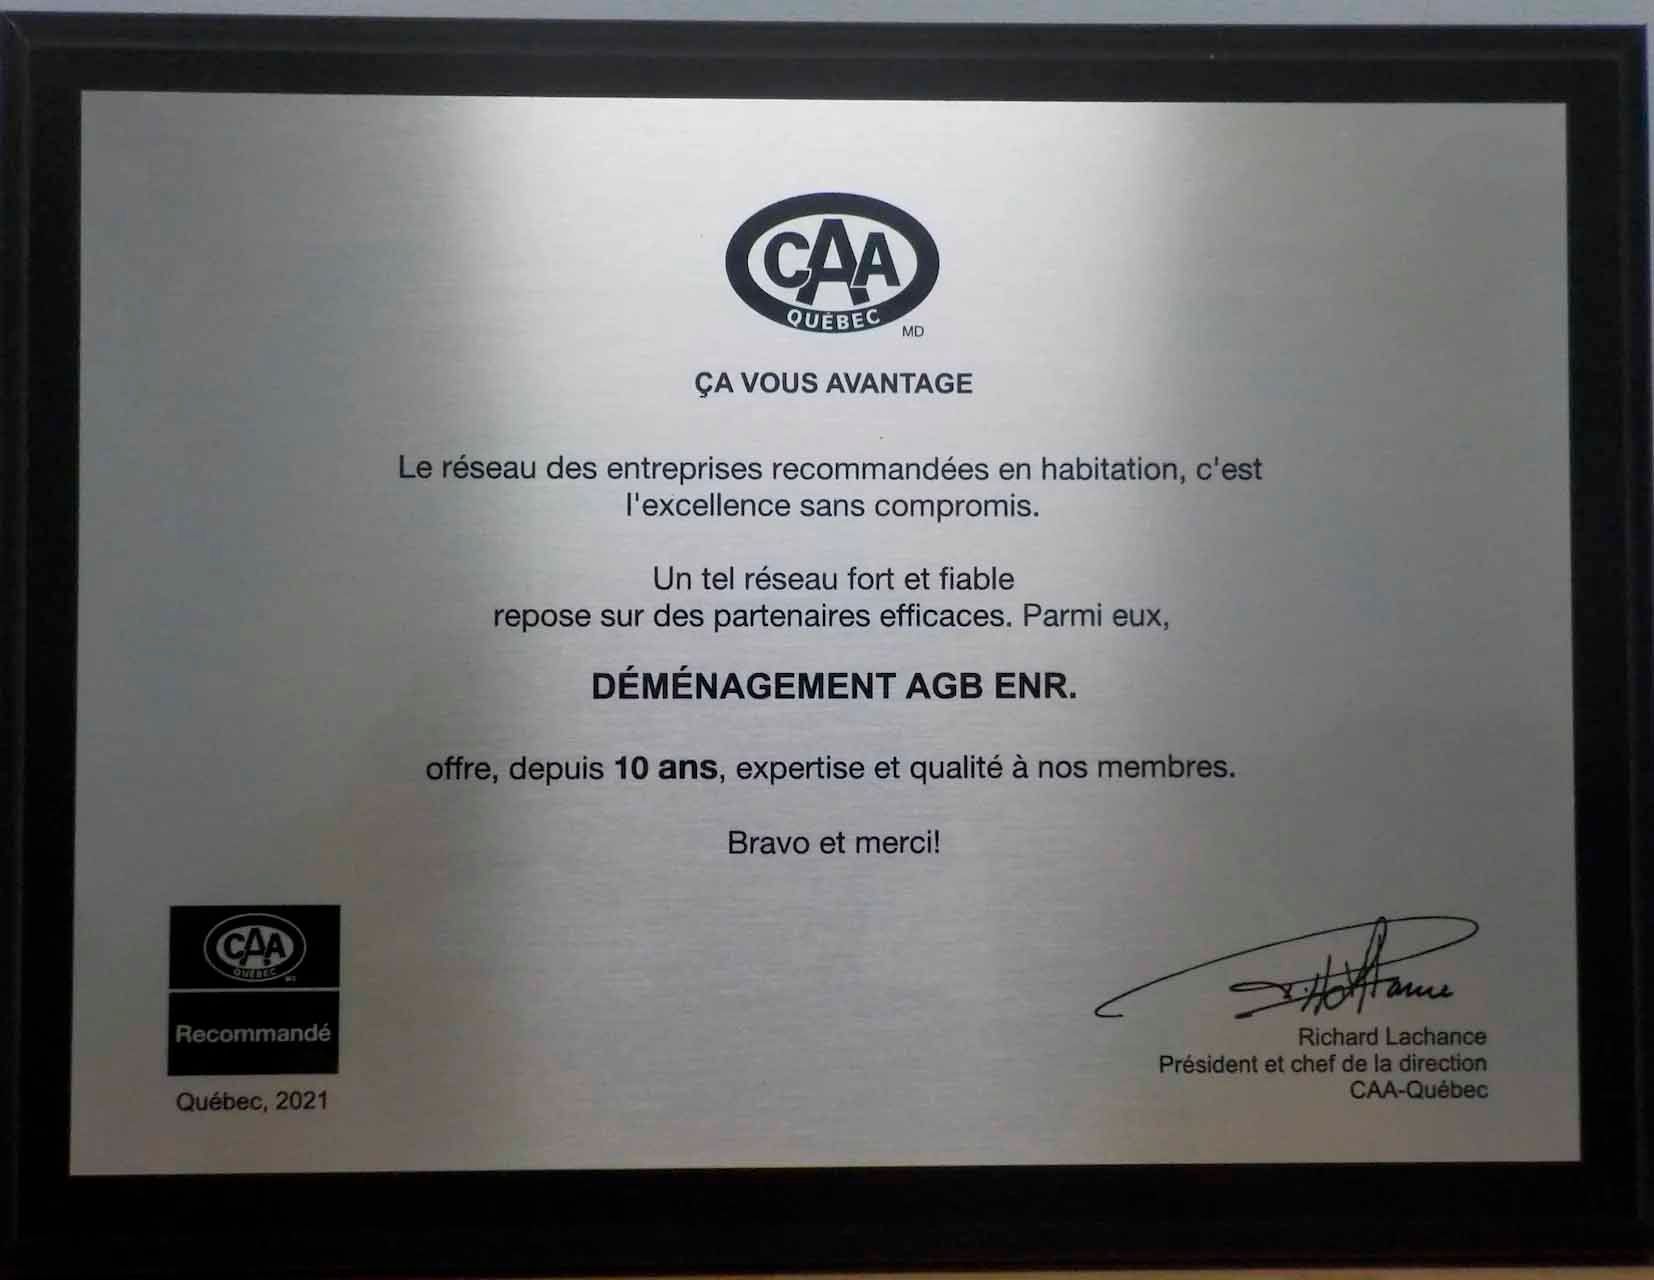 CAA
QUÉBEC
MD
ÇA VOUS AVANTAGE
Le réseau des entreprises recommandées en habitation, c'est
l'excellence sans compromis.
Un tel réseau fort et fiable
repose sur des partenaires efficaces. Parmi eux,
DÉMÉNAGEMENT AGB ENR.
offre, depuis 10 ans, expertise et qualité à nos membres.
Bravo et merci!
CAA
QUÉBEC
Recommandé
Québec, 2021
Richard Lachance
Président et chef de la direction
CAA-Québec